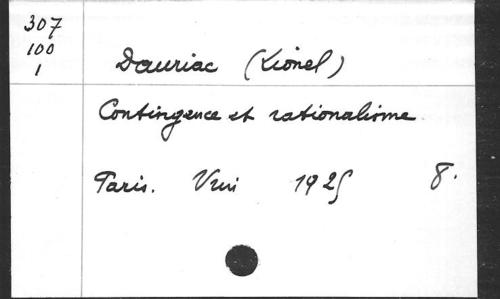 307
100
1
Dauriac (Lionel)
Contingence et rationalisme
Paris. Vrin 1925 8.